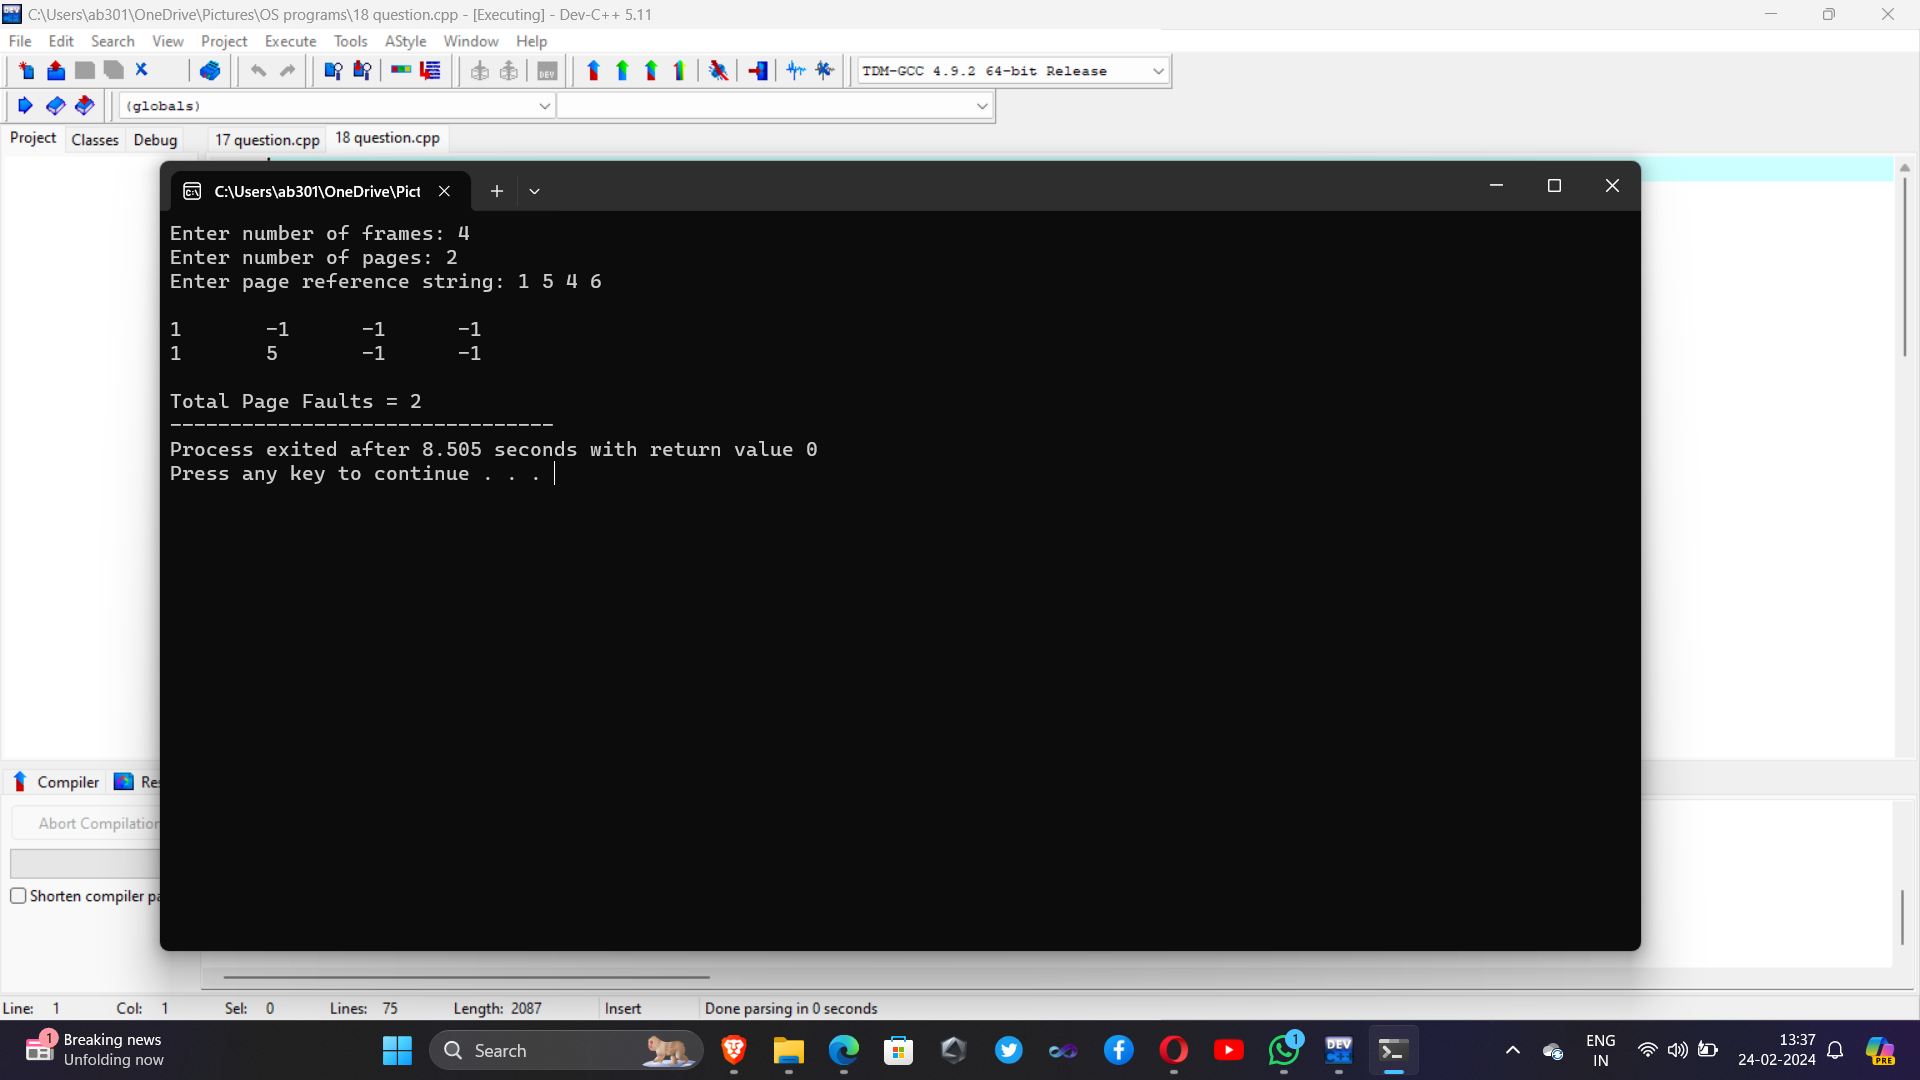 C:\Users\ab301\OneDrive\Pictures\OS programs\18 question.cpp - [Executing] - Dev-C++ 5.11
File Edit Search View Project Execute Tools AStyle Window Help
TDM-GCC 4.9.2 64-bit Release
(globals)
Project Classes Debug 17 question.cpp 18 question.cpp
C:\Users\ab301\OneDrive\Pict
Enter number of frames: 4
Enter number of pages: 2
Enter page reference string: 1 5 4 6
1 -1 -1 -1
1 5 -1 -1
Total Page Faults = 2
--------------------------------
Process exited after 8.505 seconds with return value 0
Press any key to continue . . .
Compiler Res
Abort Compilation
Shorten compiler pa
Line: 1 Col: 1 Sel: 0 Lines: 75 Length: 2087 Insert Done parsing in 0 seconds
1 Breaking news
Unfolding now
Search
1
DEV
ENG
IN
13:37
24-02-2024
PRE